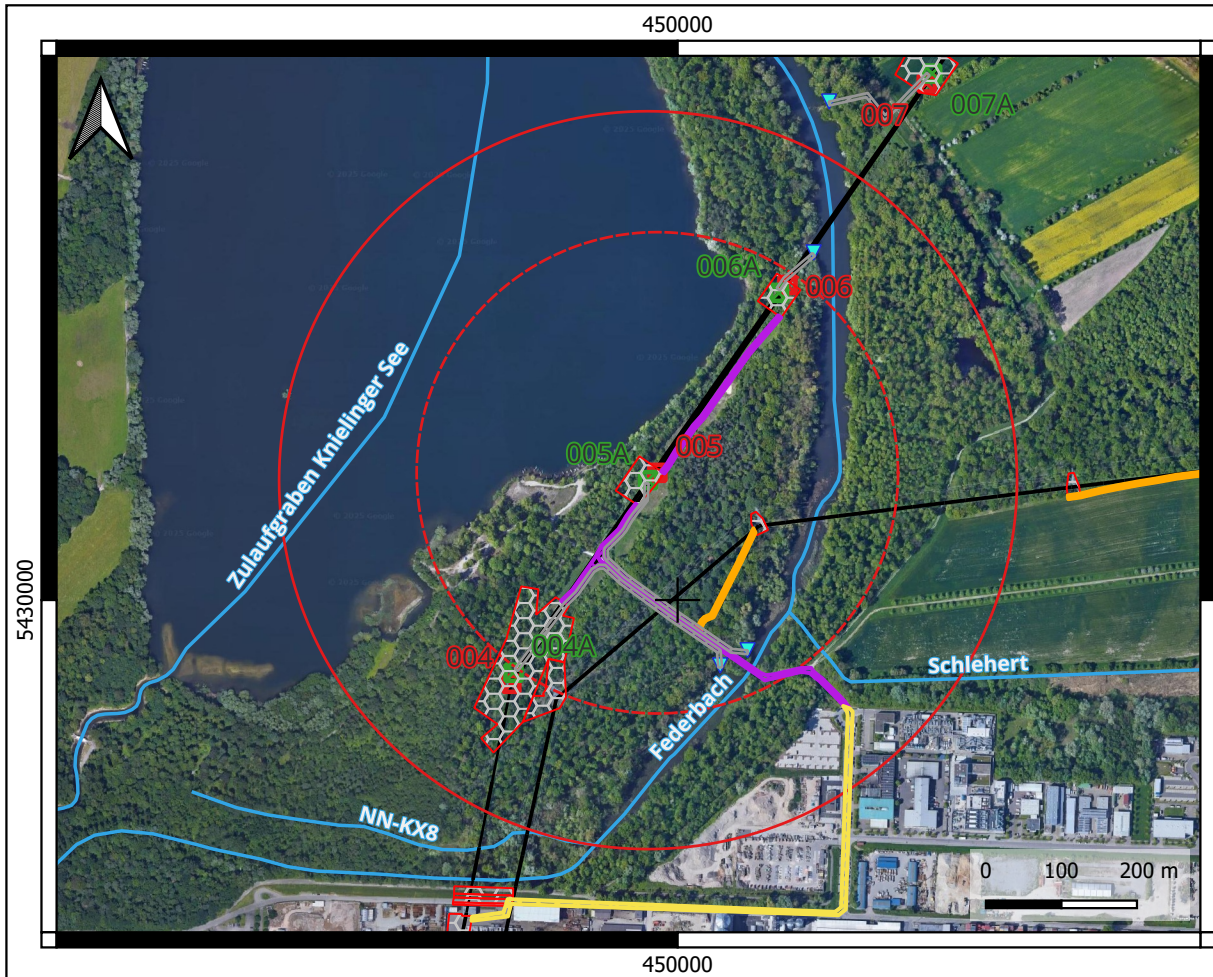 450000
007
007A
006A
006
Zulaufgraben Knielinger See
005A
005
5430000
004
004A
Schlehert
Federbach
NN-KX8
0 100 200 m
450000